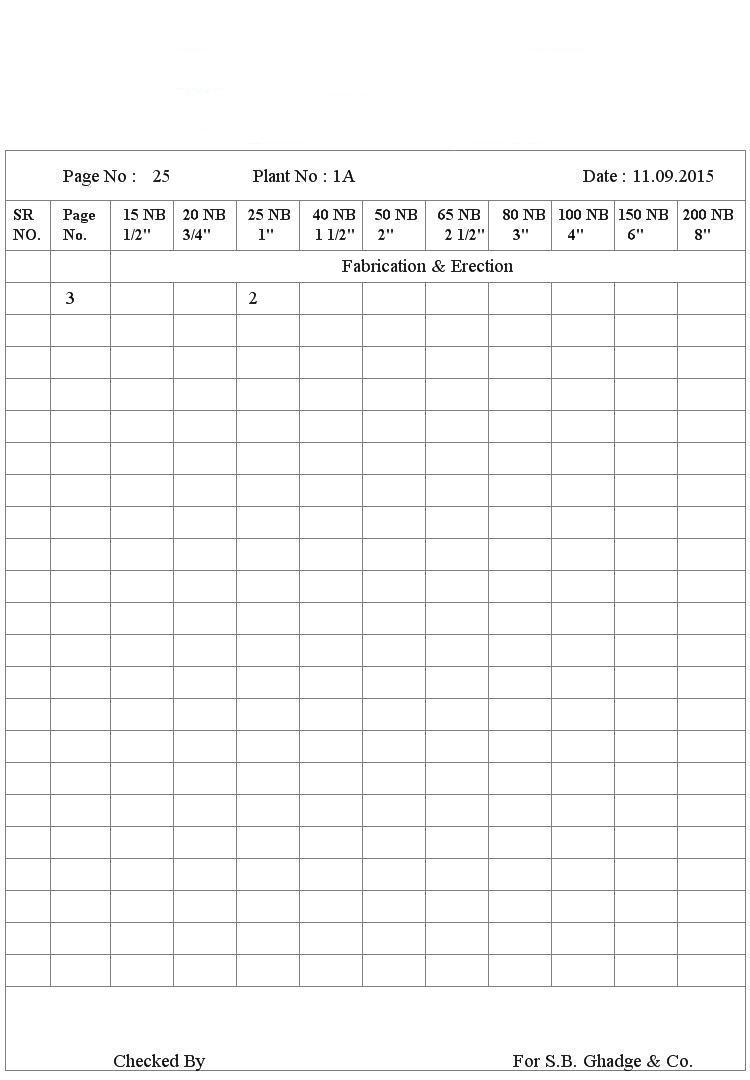 Page No : 25 Plant No : 1A Date : 11.09.2015
SR Page 15 NB 20 NB 25 NB 40 NB 50 NB 65 NB 80 NB 100 NB 150 NB 200 NB
NO. No. 1/2" 3/4" 1" 1 1/2" 2" 2 1/2" 3" 4" 6" 8"
Fabrication & Erection
3 2
Checked By For S.B. Ghadge & Co.